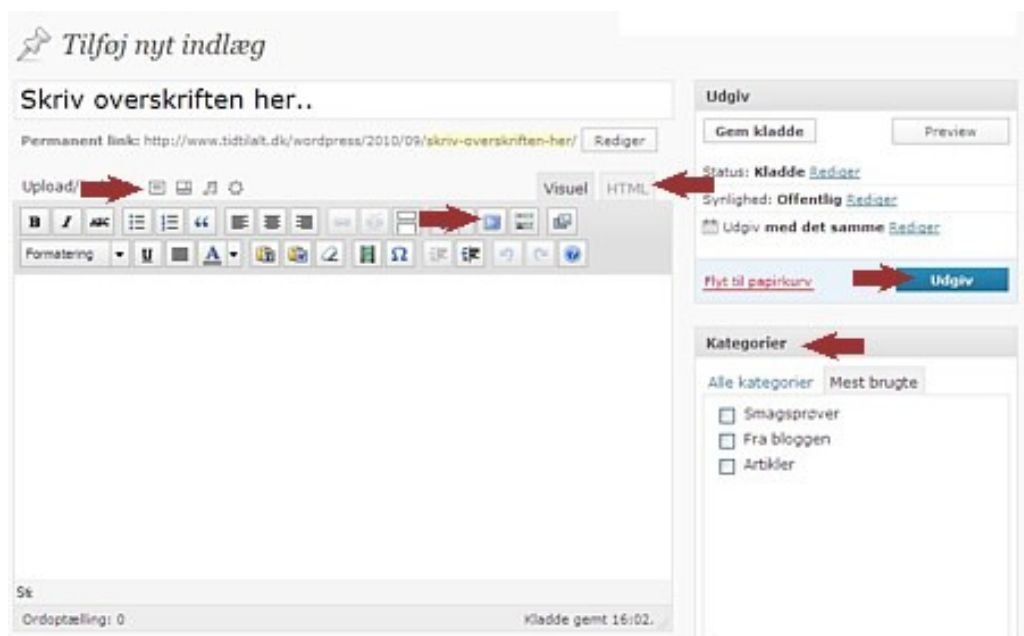 Tilføj nyt indlæg
Skriv overskriften her..
Permanent link: http://www.tidtilalt.dk/wordpress/2010/09/skriv-overskriften-her/ Rediger
Upload/
Visuel HTML
B I ABC
Formatering U A Ω
Ordoptælling: 0
Kladde gemt 16:02.
Udgiv
Gem kladde Preview
Status: Kladde Rediger
Synlighed: Offentlig Rediger
Udgiv med det samme Rediger
Flyt til papirkurv Udgiv
Kategorier
Alle kategorier Mest brugte
Smagsprøver
Fra bloggen
Artikler